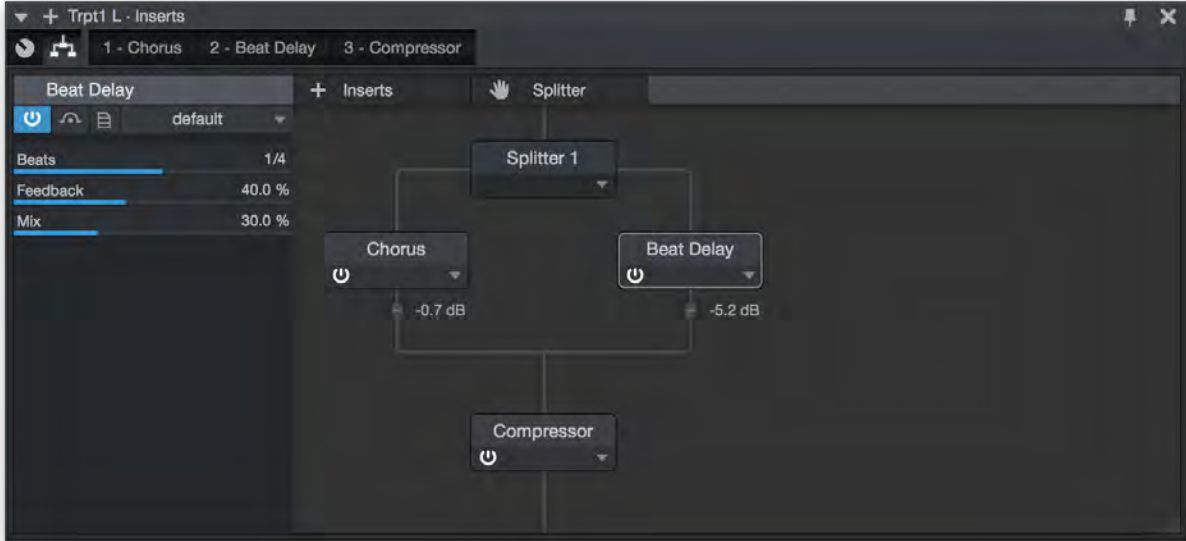 Trpt1 L - Inserts
1 - Chorus 2 - Beat Delay 3 - Compressor
Beat Delay
Inserts Splitter
default
Beats 1/4
Feedback 40.0 %
Mix 30.0 %
Splitter 1
Chorus
Beat Delay
-0.7 dB
-5.2 dB
Compressor